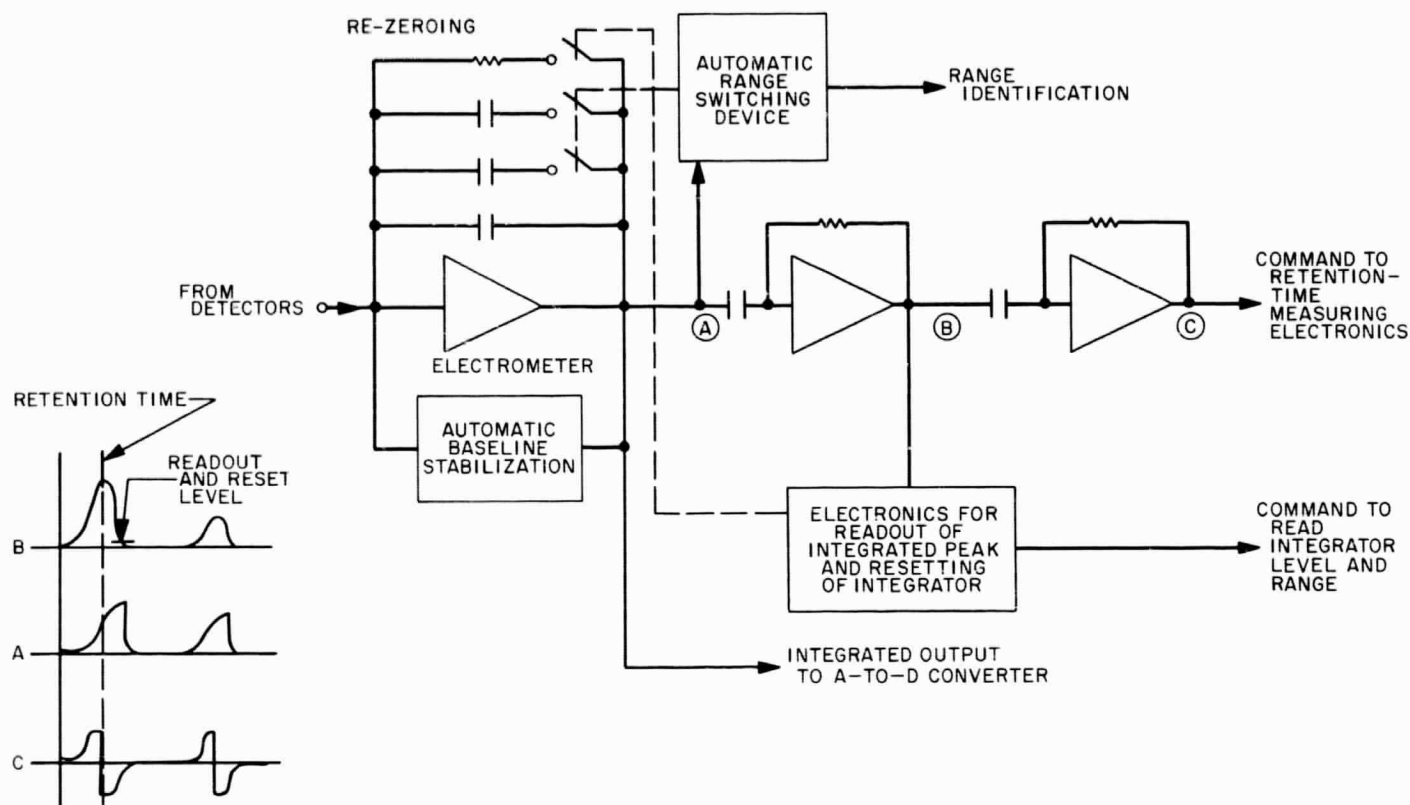 RE-ZEROING
AUTOMATIC
RANGE
SWITCHING
DEVICE
RANGE
IDENTIFICATION
FROM
DETECTORS
ELECTROMETER
A
B
C
COMMAND TO
RETENTION-
TIME
MEASURING
ELECTRONICS
AUTOMATIC
BASELINE
STABILIZATION
RETENTION TIME
READOUT
AND RESET
LEVEL
B
A
C
ELECTRONICS FOR
READOUT OF
INTEGRATED PEAK
AND RESETTING
OF INTEGRATOR
COMMAND TO
READ
INTEGRATOR
LEVEL AND
RANGE
INTEGRATED OUTPUT
TO A-TO-D CONVERTER